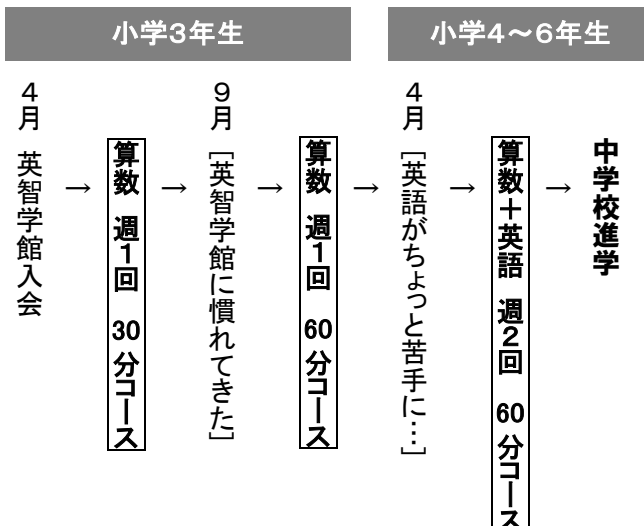 小学3年生
小学4～6年生
4月 英智学館入会
→
算数 週1回 30分コース
→
9月 [英智学館に慣れてきた]
→
算数 週1回 60分コース
→
4月 [英語がちょっと苦手に…]
→
算数＋英語 週2回 60分コース
→
中学校進学